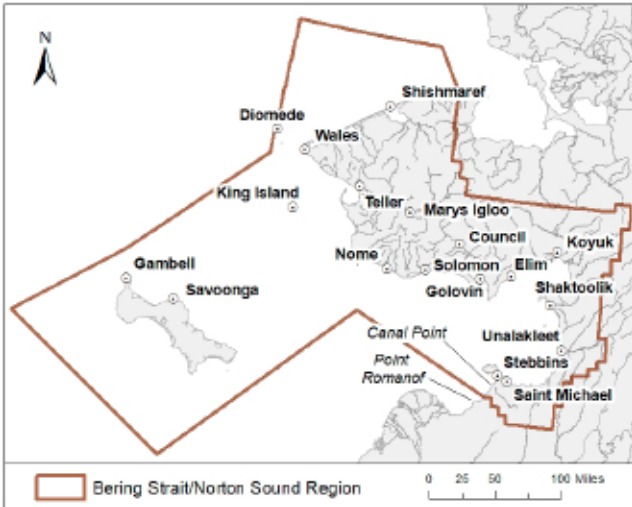 N
Shishmaref
Diomede
Wales
King Island
Teller
Marys Igloo
Council
Koyuk
Gambell
Nome
Solomon
Elim
Savoonga
Golovin
Shaktoolik
Canal Point
Unalakleet
Point
Romanof
Stebbins
Saint Michael
Bering Strait/Norton Sound Region
0 25 50 100 Miles